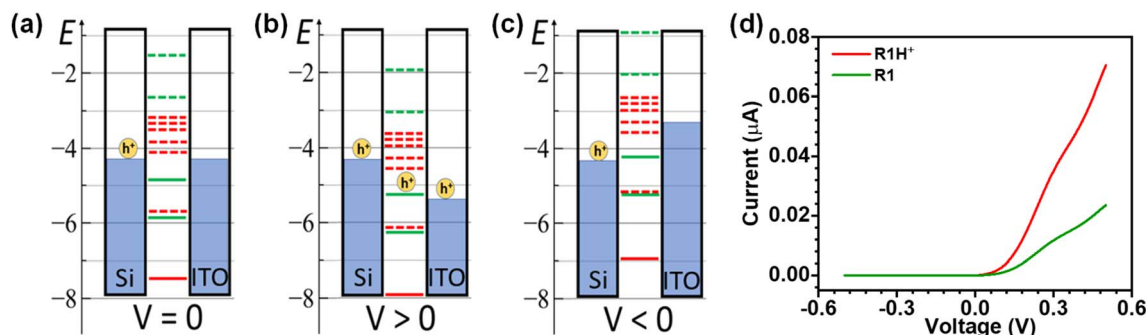 (a)
E
−2
−4
−6
−8
h⁺
Si
ITO
V = 0
(b)
E
−2
−4
−6
−8
h⁺
h⁺
h⁺
Si
ITO
V > 0
(c)
E
−2
−4
−6
−8
h⁺
Si
ITO
V < 0
(d)
Current (μA)
0.08
0.06
0.04
0.02
0.00
R1H⁺
R1
-0.6 -0.3 0.0 0.3 0.6
Voltage (V)